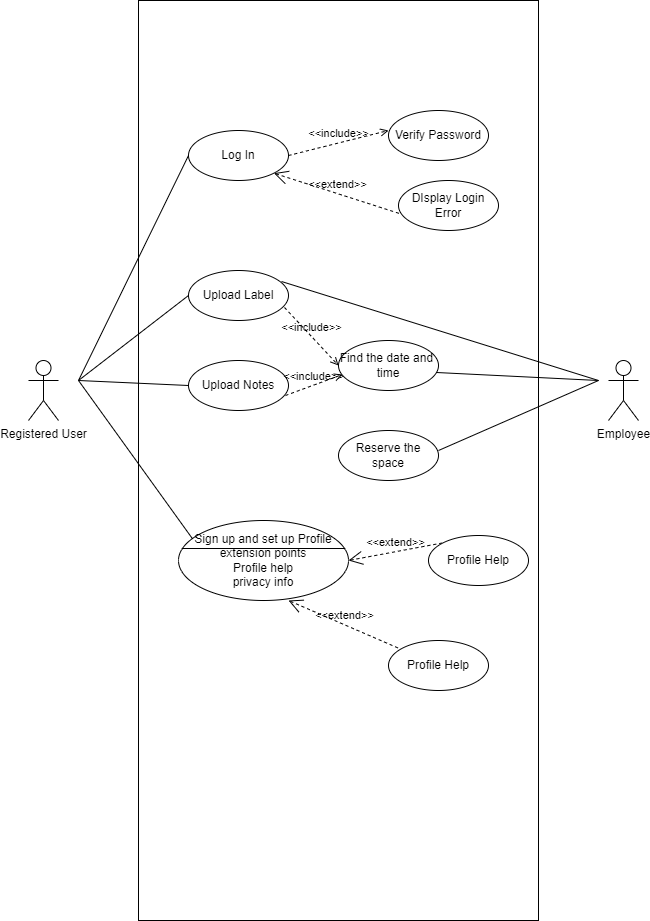 <<include>>
Verify Password
Log In
<<extend>>
DIsplay Login
Error
Upload Label
<<include>>
Find the date and
time
Upload Notes
<<include>>
Registered User
Employee
Reserve the
space
Sign up and set up Profile
extension points
Profile help
privacy info
<<extend>>
Profile Help
<<extend>>
Profile Help